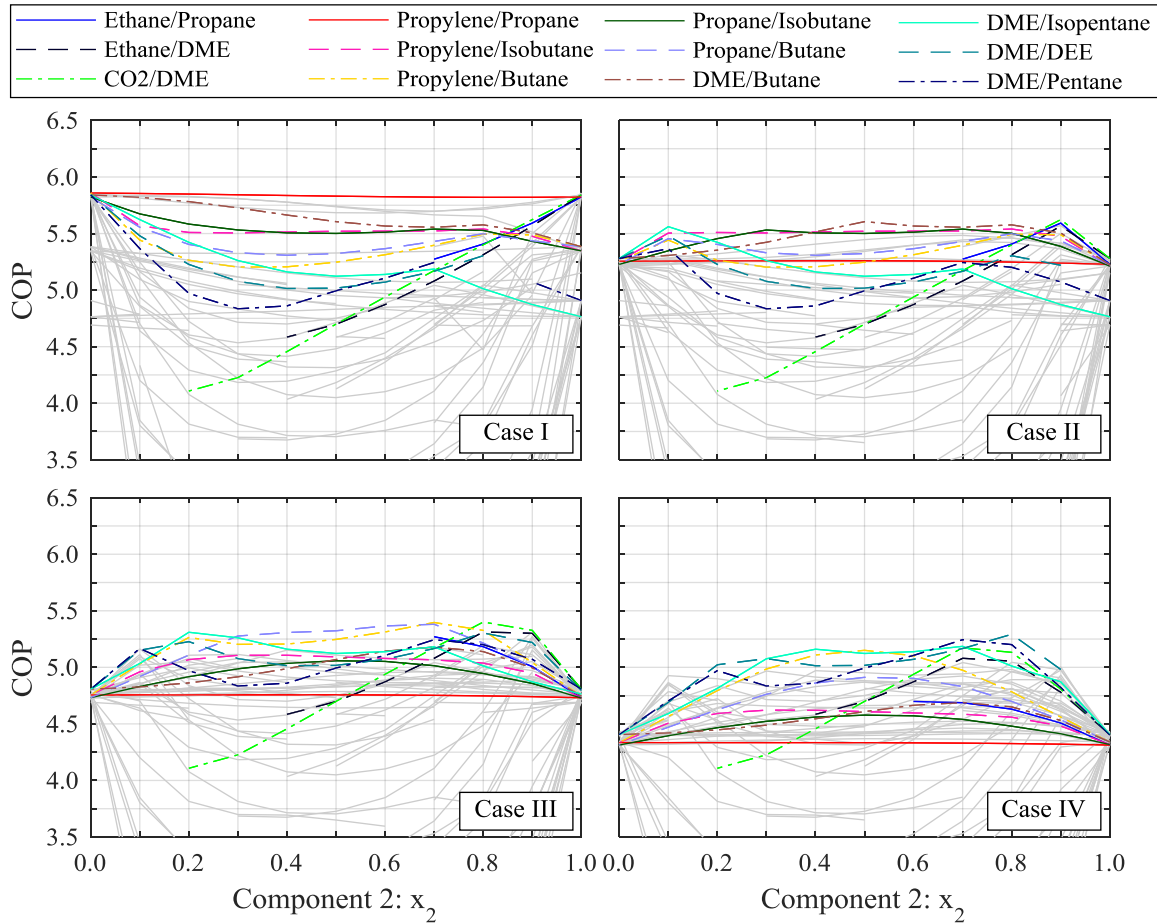 Ethane/Propane Propylene/Propane Propane/Isobutane DME/Isopentane
Ethane/DME Propylene/Isobutane Propane/Butane DME/DEE
CO2/DME Propylene/Butane DME/Butane DME/Pentane
6.5
6.0
5.5
5.0
4.5
4.0
3.5
COP
Case I
Case II
6.5
6.0
5.5
5.0
4.5
4.0
3.5
COP
Case III
Case IV
0.0 0.2 0.4 0.6 0.8 1.0 0.0 0.2 0.4 0.6 0.8 1.0
Component 2: x2 Component 2: x2